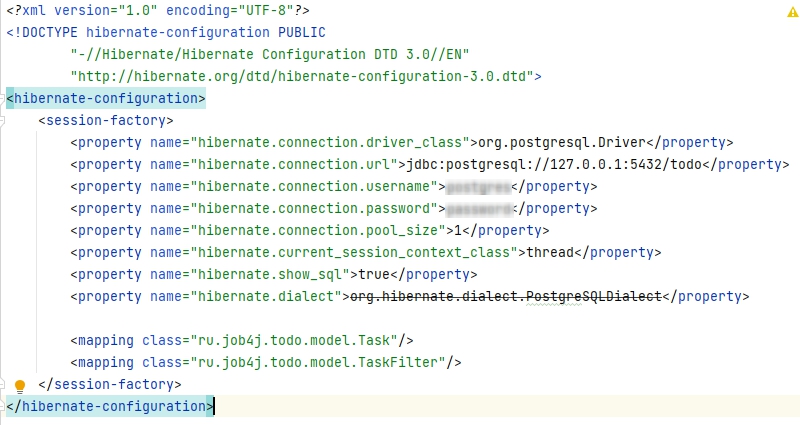 <?xml version="1.0" encoding="UTF-8"?>
<!DOCTYPE hibernate-configuration PUBLIC
"-//Hibernate/Hibernate Configuration DTD 3.0//EN"
"http://hibernate.org/dtd/hibernate-configuration-3.0.dtd">
<hibernate-configuration>
<session-factory>
<property name="hibernate.connection.driver_class">org.postgresql.Driver</property>
<property name="hibernate.connection.url">jdbc:postgresql://127.0.0.1:5432/todo</property>
<property name="hibernate.connection.username"></property>
<property name="hibernate.connection.password"></property>
<property name="hibernate.connection.pool_size">1</property>
<property name="hibernate.current_session_context_class">thread</property>
<property name="hibernate.show_sql">true</property>
<property name="hibernate.dialect">org.hibernate.dialect.PostgreSQLDialect</property>
<mapping class="ru.job4j.todo.model.Task"/>
<mapping class="ru.job4j.todo.model.TaskFilter"/>
</session-factory>
</hibernate-configuration>